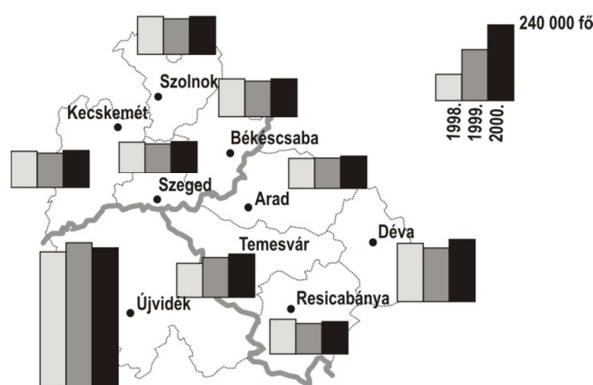 240 000 fő
1998.
1999.
2000.
Szolnok
Kecskemét
Békéscsaba
Szeged
Arad
Temesvár
Déva
Újvidék
Resicabánya